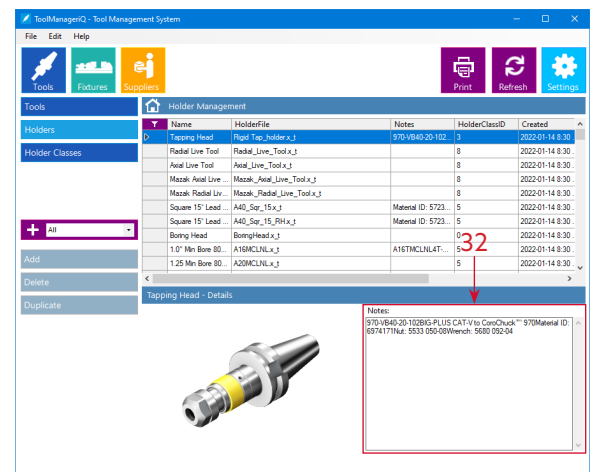 ToolManageriQ - Tool Management System
File Edit Help
Tools Fixtures Suppliers Print Refresh Settings
Tools
Holders
Holder Classes
All
Add
Delete
Duplicate
Holder Management
Name HolderFile Notes HolderClassID Created
Tapping Head Rigid Tap_holder.x_t 970-VB40-20-102... 3 2022-01-14 8:30 .
Radial Live Tool Radial_Live_Tool.x_t 8 2022-01-14 8:30 .
Axial Live Tool Axial_Live_Tool.x_t 8 2022-01-14 8:30 .
Mazak Axial Live ... Mazak_Axial_Live_Tool.x_t 8 2022-01-14 8:30 .
Mazak Radial Liv... Mazak_Radial_Live_Tool.x_t 8 2022-01-14 8:30 .
Square 15° Lead ... A40_Sqr_15.x_t Material ID: 5723... 5 2022-01-14 8:30 .
Square 15° Lead ... A40_Sqr_15_RH.x_t Material ID: 5723... 5 2022-01-14 8:30 .
Boring Head BoringHead.x_t 0 2022-01-14 8:30 .
1.0" Min Bore 80... A16MCLNL.x_t A16TMCLNL4T-... 5 2022-01-14 8:30 .
1.25 Min Bore 80... A20MCLNL.x_t 5 2022-01-14 8:30 .
32
Tapping Head - Details
Notes:
970-VB40-20-102BIG-PLUS CAT-V to CoroChuck™ 970Material ID:
6974171Nut: 5533 050-08Wrench: 5680 092-04